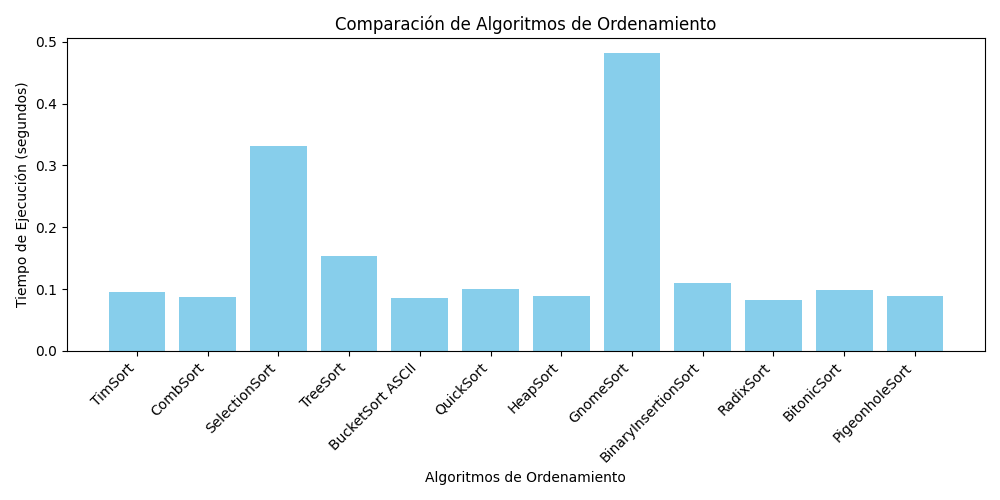 Comparación de Algoritmos de Ordenamiento
Tiempo de Ejecución (segundos)
0.5
0.4
0.3
0.2
0.1
0.0
TimSort
CombSort
SelectionSort
TreeSort
BucketSort ASCII
QuickSort
HeapSort
GnomeSort
BinaryInsertionSort
RadixSort
BitonicSort
PigeonholeSort
Algoritmos de Ordenamiento